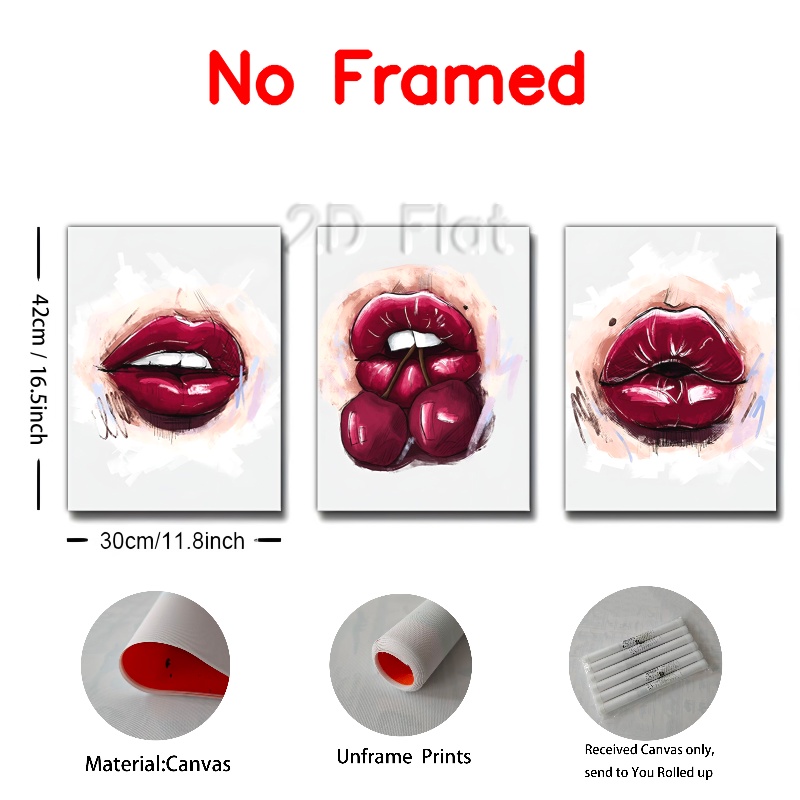 No Framed
2D Flat
42cm / 16.5inch
30cm/11.8inch
Material:Canvas
Unframe Prints
Received Canvas only,
send to You Rolled up